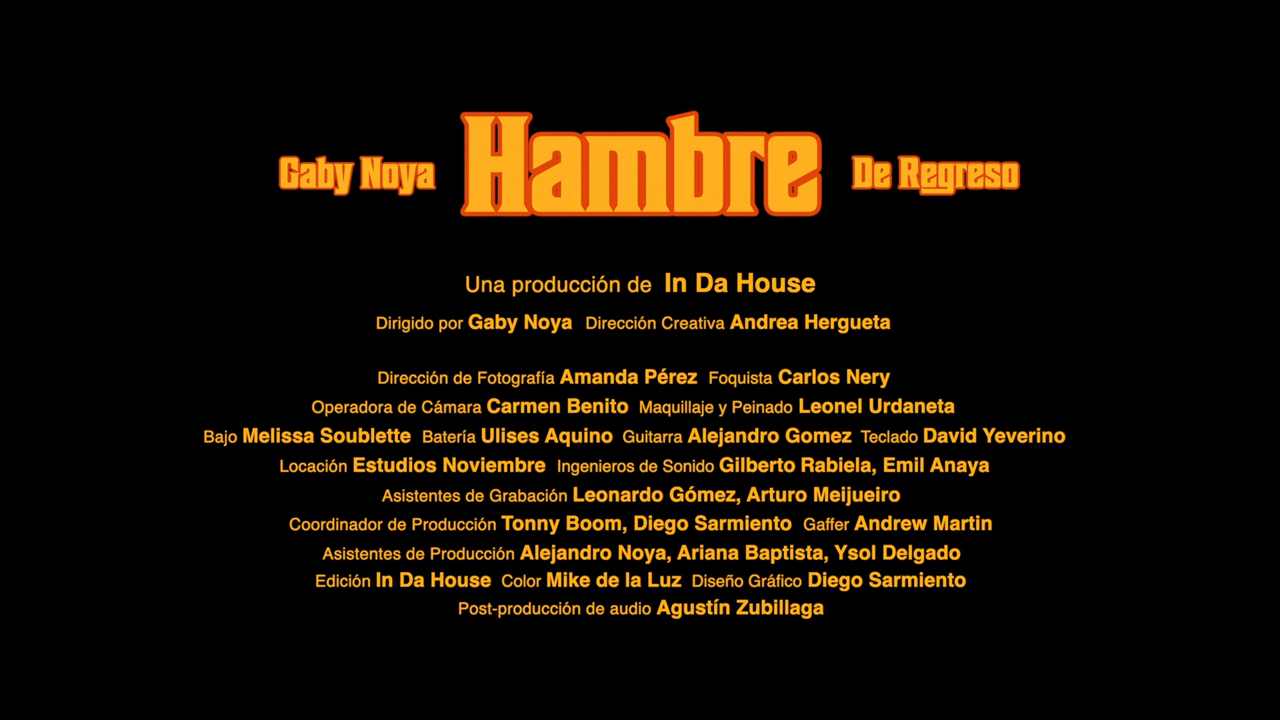 Gaby Noya Hambre De Regreso
Una producción de In Da House
Dirigido por Gaby Noya Dirección Creativa Andrea Hergueta
Dirección de Fotografía Amanda Pérez Foquista Carlos Nery
Operadora de Cámara Carmen Benito Maquillaje y Peinado Leonel Urdaneta
Bajo Melissa Soublette Batería Ulises Aquino Guitarra Alejandro Gomez Teclado David Yeverino
Locación Estudios Noviembre Ingenieros de Sonido Gilberto Rabiela, Emil Anaya
Asistentes de Grabación Leonardo Gómez, Arturo Meijueiro
Coordinador de Producción Tonny Boom, Diego Sarmiento Gaffer Andrew Martin
Asistentes de Producción Alejandro Noya, Ariana Baptista, Ysol Delgado
Edición In Da House Color Mike de la Luz Diseño Gráfico Diego Sarmiento
Post-producción de audio Agustín Zubillaga